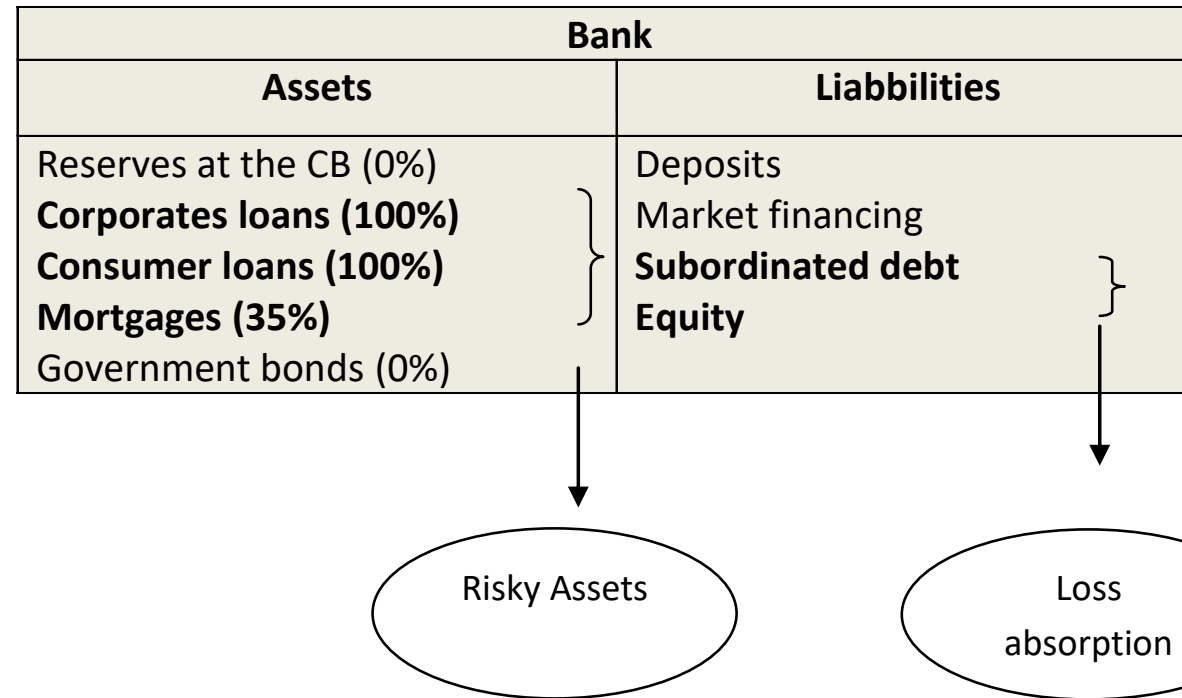 Bank
Assets
Liabbilities
Reserves at the CB (0%)
Corporates loans (100%)
Consumer loans (100%)
Mortgages (35%)
Government bonds (0%)
Deposits
Market financing
Subordinated debt
Equity
Risky Assets
Loss
absorption